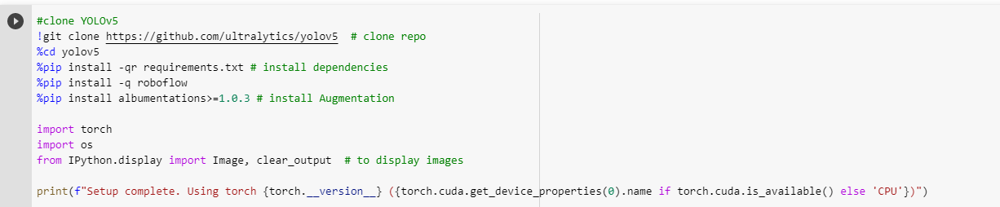 #clone YOLOv5
!git clone https://github.com/ultralytics/yolov5  # clone repo
%cd yolov5
%pip install -qr requirements.txt # install dependencies
%pip install -q roboflow
%pip install albumentations>=1.0.3 # install Augmentation
import torch
import os
from IPython.display import Image, clear_output  # to display images
print(f"Setup complete. Using torch {torch.__version__} ({torch.cuda.get_device_properties(0).name if torch.cuda.is_available() else 'CPU'})")